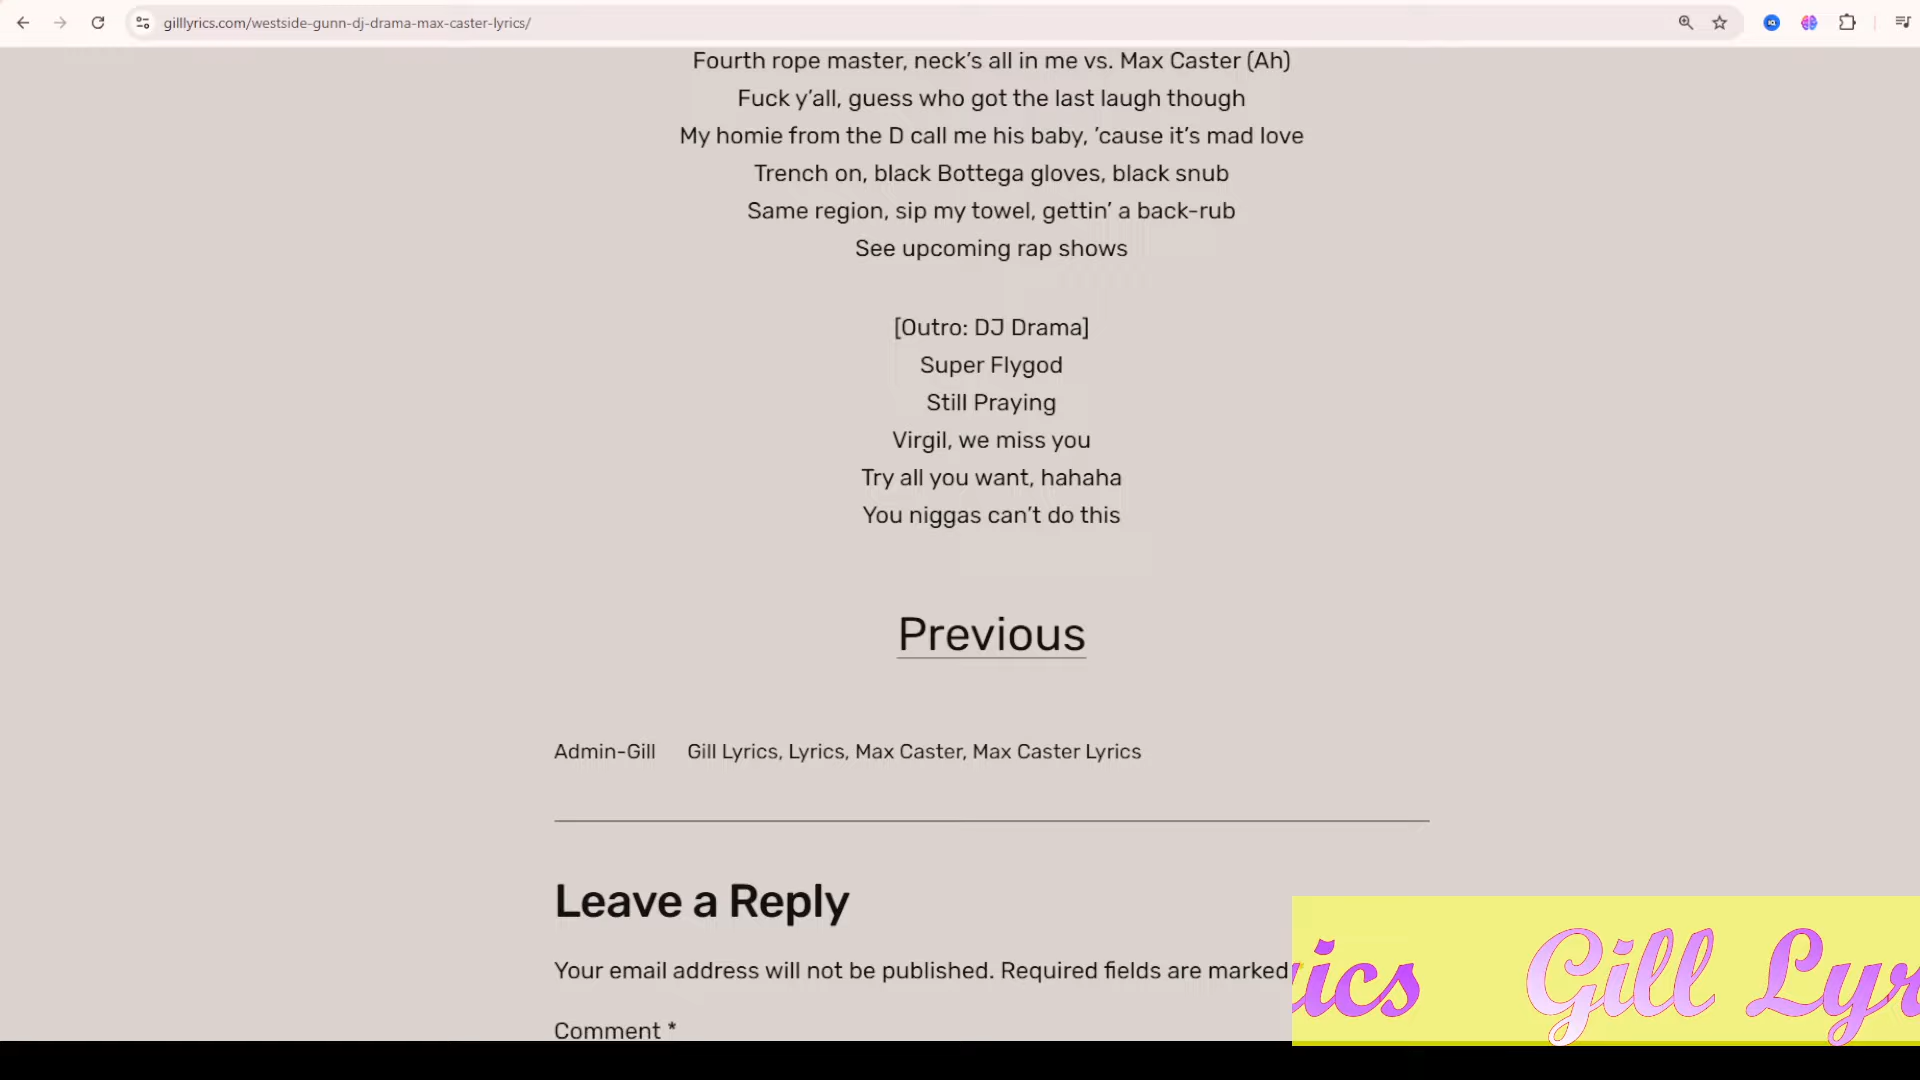 gilllyrics.com/westside-gunn-dj-drama-max-caster-lyrics/
Fourth rope master, neck’s all in me vs. Max Caster (Ah)
Fuck y’all, guess who got the last laugh though
My homie from the D call me his baby, ’cause it’s mad love
Trench on, black Bottega gloves, black snub
Same region, sip my towel, gettin’ a back-rub
See upcoming rap shows
[Outro: DJ Drama]
Super Flygod
Still Praying
Virgil, we miss you
Try all you want, hahaha
You niggas can’t do this
Previous
Admin-Gill Gill Lyrics, Lyrics, Max Caster, Max Caster Lyrics
Leave a Reply
Your email address will not be published. Required fields are marked
Comment *
ics Gill Lyr